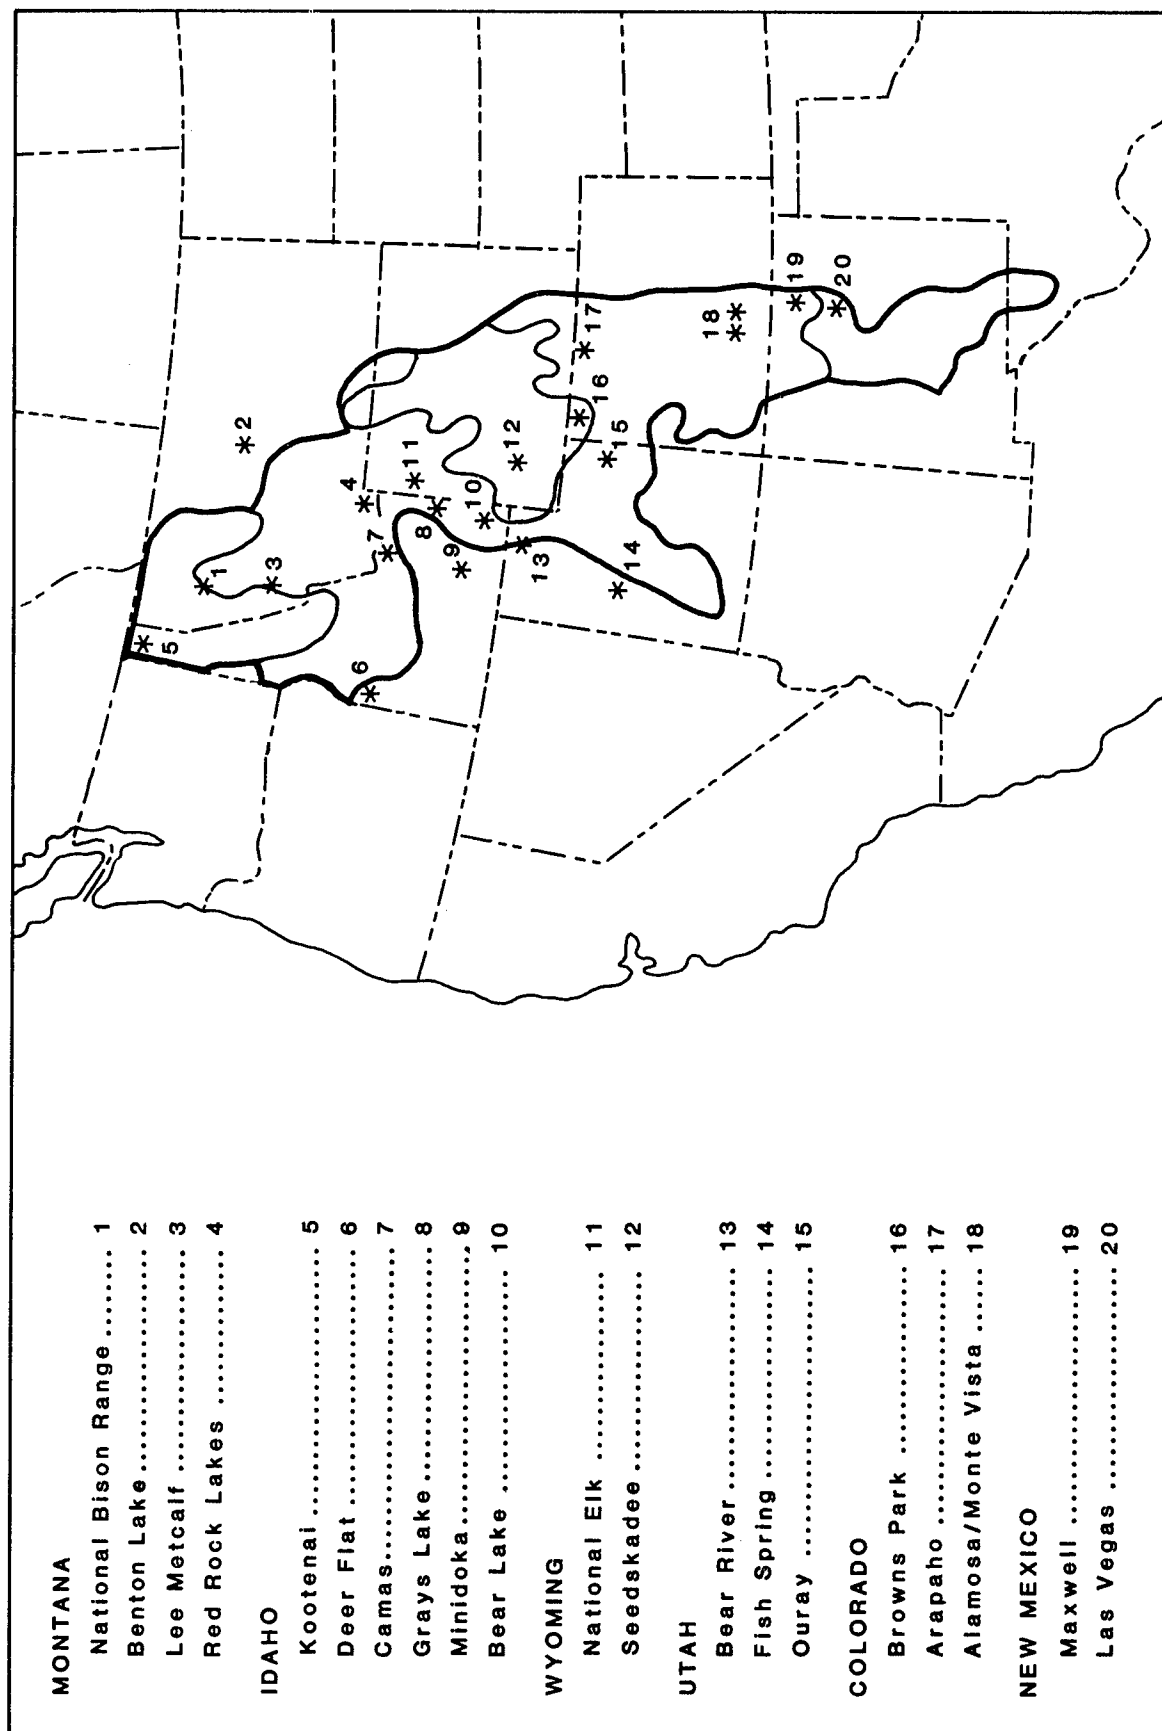 MONTANA
National Bison Range ........ 1
Benton Lake ........................ 2
Lee Metcalf ........................ 3
Red Rock Lakes ................ 4
IDAHO
Kootenai ............................. 5
Deer Flat ............................ 6
Camas ................................. 7
Grays Lake ......................... 8
Minidoka ............................. 9
Bear Lake ......................... 10
WYOMING
National Elk ...................... 11
Seedskadee ..................... 12
UTAH
Bear River ........................ 13
Fish Spring ...................... 14
Ouray ............................... 15
COLORADO
Browns Park .................... 16
Arapaho ........................... 17
Alamosa/Monte Vista ...... 18
NEW MEXICO
Maxwell ........................... 19
Las Vegas ....................... 20
5
1
3
2
6
7
4
11
8
9
10
12
13
14
15
16
17
18
19
20